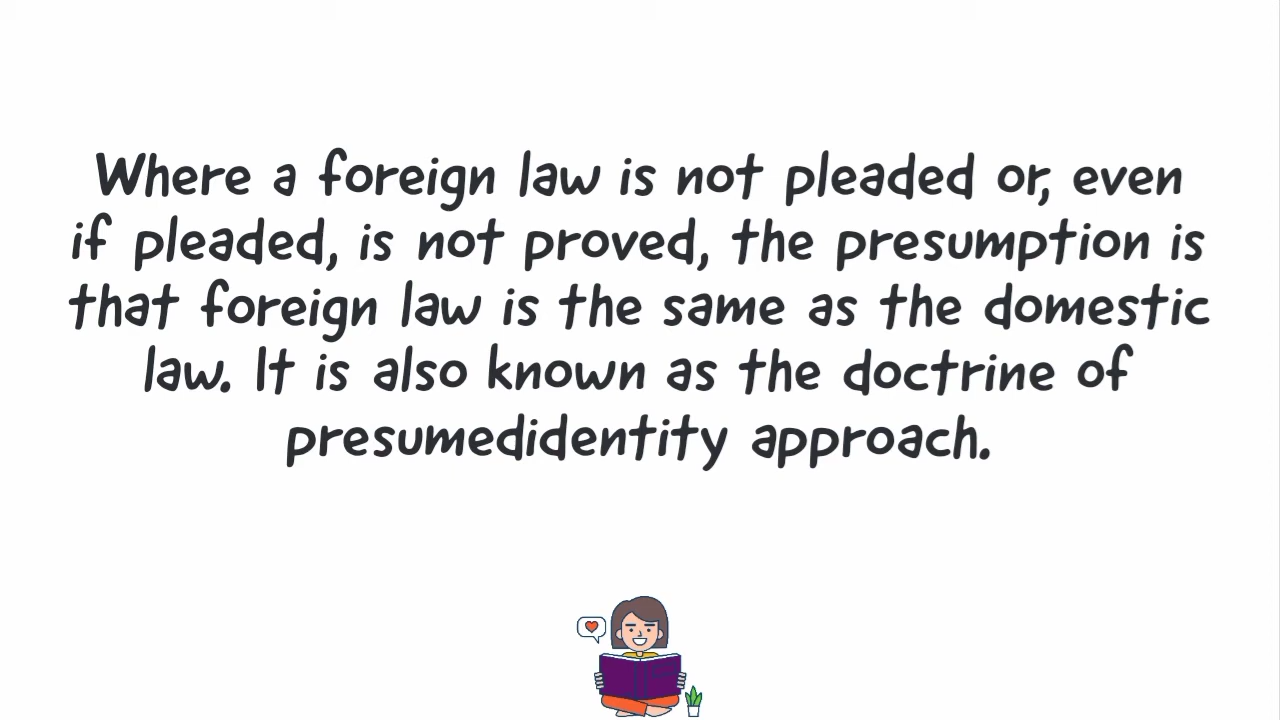 Where a foreign law is not pleaded or, even
if pleaded, is not proved, the presumption is
that foreign law is the same as the domestic
law. It is also known as the doctrine of
presumedidentity approach.